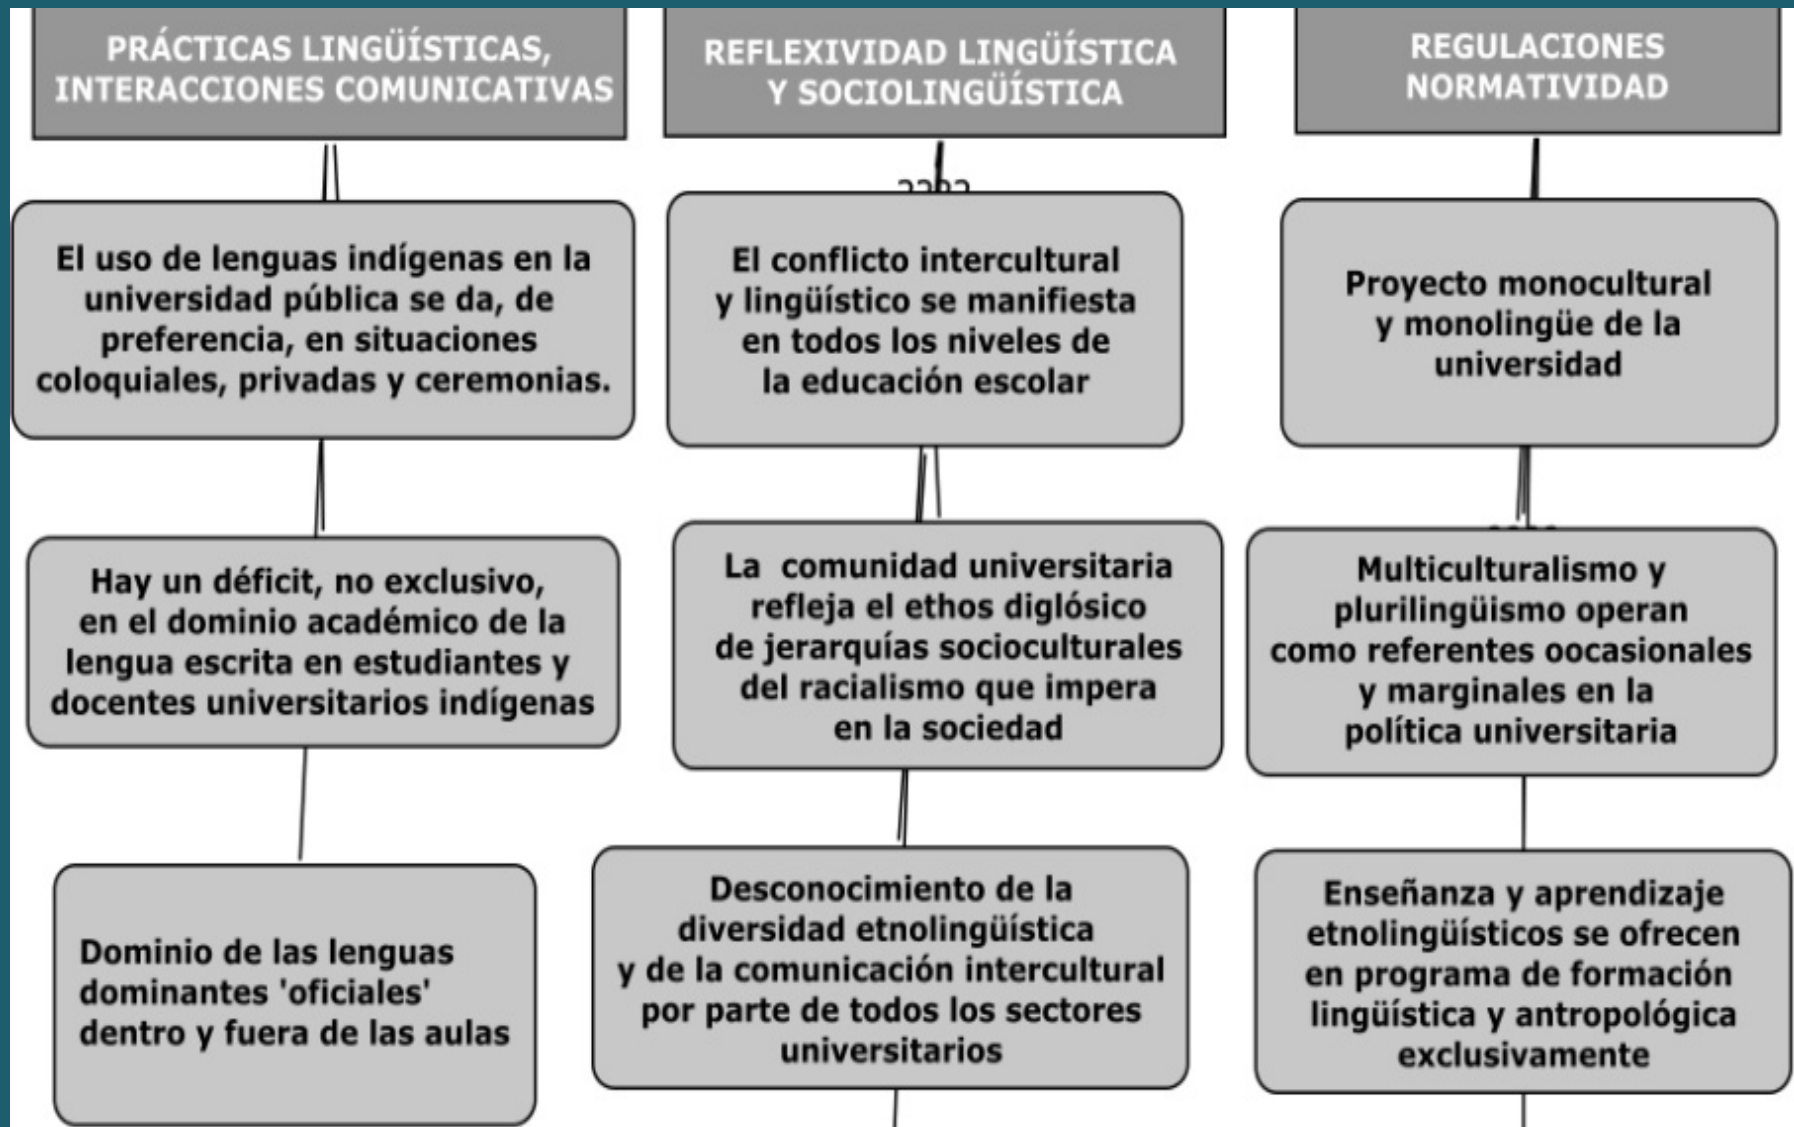 PRÁCTICAS LINGÜÍSTICAS,
INTERACCIONES COMUNICATIVAS
El uso de lenguas indígenas en la
universidad pública se da, de
preferencia, en situaciones
coloquiales, privadas y ceremonias.
Hay un déficit, no exclusivo,
en el dominio académico de la
lengua escrita en estudiantes y
docentes universitarios indígenas
Dominio de las lenguas
dominantes 'oficiales'
dentro y fuera de las aulas
REFLEXIVIDAD LINGÜÍSTICA
Y SOCIOLINGÜÍSTICA
El conflicto intercultural
y lingüístico se manifiesta
en todos los niveles de
la educación escolar
La comunidad universitaria
refleja el ethos diglósico
de jerarquías socioculturales
del racialismo que impera
en la sociedad
Desconocimiento de la
diversidad etnolingüística
y de la comunicación intercultural
por parte de todos los sectores
universitarios
REGULACIONES
NORMATIVIDAD
Proyecto monocultural
y monolingüe de la
universidad
Multiculturalismo y
plurilingüismo operan
como referentes oocasionales
y marginales en la
política universitaria
Enseñanza y aprendizaje
etnolingüísticos se ofrecen
en programa de formación
lingüística y antropológica
exclusivamente